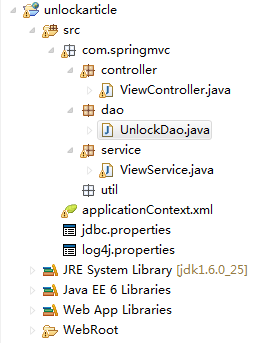 unlockarticle
src
com.springmvc
controller
ViewController.java
dao
UnlockDao.java
service
ViewService.java
util
applicationContext.xml
jdbc.properties
log4j.properties
JRE System Library [jdk1.6.0_25]
Java EE 6 Libraries
Web App Libraries
WebRoot